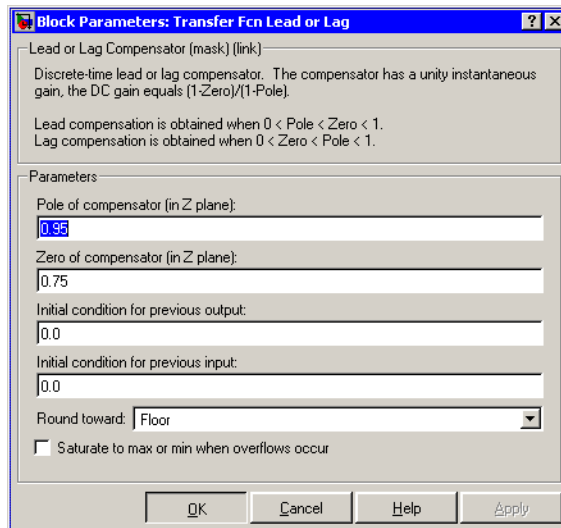 Block Parameters: Transfer Fcn Lead or Lag
Lead or Lag Compensator (mask) (link)
Discrete-time lead or lag compensator. The compensator has a unity instantaneous
gain, the DC gain equals (1-Zero)/(1-Pole).
Lead compensation is obtained when 0 < Pole < Zero < 1.
Lag compensation is obtained when 0 < Zero < Pole < 1.
Parameters
Pole of compensator (in Z plane):
0.95
Zero of compensator (in Z plane):
0.75
Initial condition for previous output:
0.0
Initial condition for previous input:
0.0
Round toward: Floor
Saturate to max or min when overflows occur
OK Cancel Help Apply